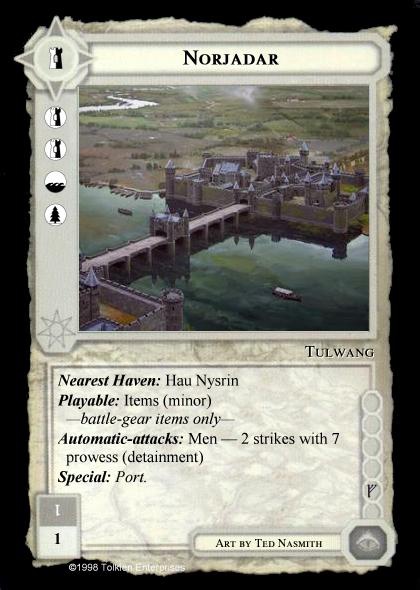 NORJADAR
TULWANG
Nearest Haven: Hau Nysrin
Playable: Items (minor)
—battle-gear items only—
Automatic-attacks: Men — 2 strikes with 7
prowess (detainment)
Special: Port.
1
1
ART BY TED NASMITH
©1998 Tolkien Enterprises